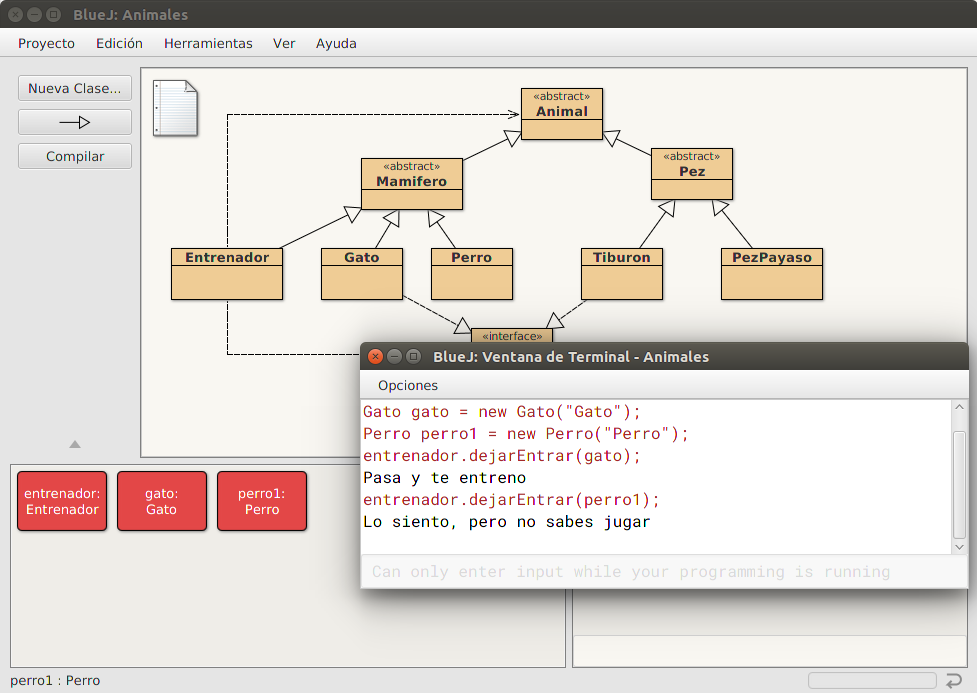 BlueJ: Animales
Proyecto Edición Herramientas Ver Ayuda
Nueva Clase...
Compilar
«abstract»
Animal
«abstract»
Mamifero
«abstract»
Pez
Entrenador
Gato
Perro
Tiburon
PezPayaso
«interface»
BlueJ: Ventana de Terminal - Animales
Opciones
Gato gato = new Gato("Gato");
Perro perro1 = new Perro("Perro");
entrenador.dejarEntrar(gato);
Pasa y te entreno
entrenador.dejarEntrar(perro1);
Lo siento, pero no sabes jugar
Can only enter input while your programming is running
entrenador:
Entrenador
gato:
Gato
perro1:
Perro
perro1 : Perro